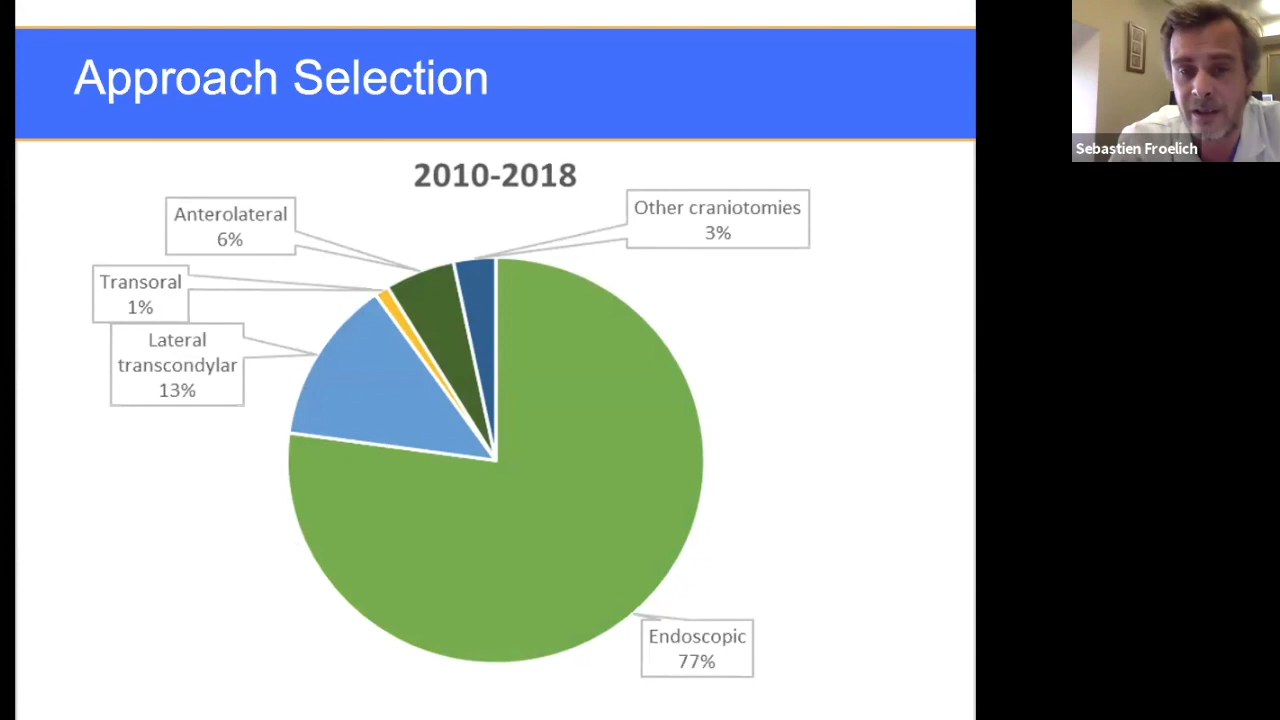 Approach Selection
Sebastien Froelich
2010-2018
Anterolateral
6%
Other craniotomies
3%
Transoral
1%
Lateral
transcondylar
13%
Endoscopic
77%